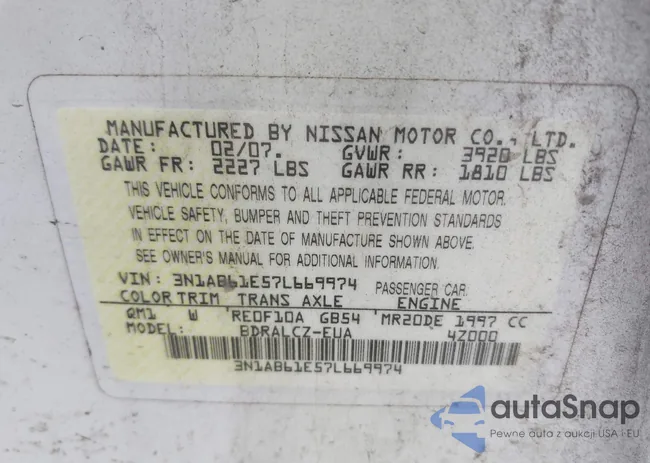 MANUFACTURED BY NISSAN MOTOR CO., LTD.
DATE: 02/07. GVWR: 3920 LBS
GAWR FR: 2227 LBS GAWR RR: 1810 LBS
THIS VEHICLE CONFORMS TO ALL APPLICABLE FEDERAL MOTOR
VEHICLE SAFETY, BUMPER AND THEFT PREVENTION STANDARDS
IN EFFECT ON THE DATE OF MANUFACTURE SHOWN ABOVE.
SEE OWNER'S MANUAL FOR ADDITIONAL INFORMATION.
VIN: 3N1AB61E57L669974 PASSENGER CAR
COLOR TRIM TRANS AXLE ENGINE
QM1 W RE0F10A GB54 MR20DE 1997 CC
MODEL: BDRALCZ-EUA 4Z000
3N1AB61E57L669974
autaSnap
Pewne auta z aukcji USA i EU